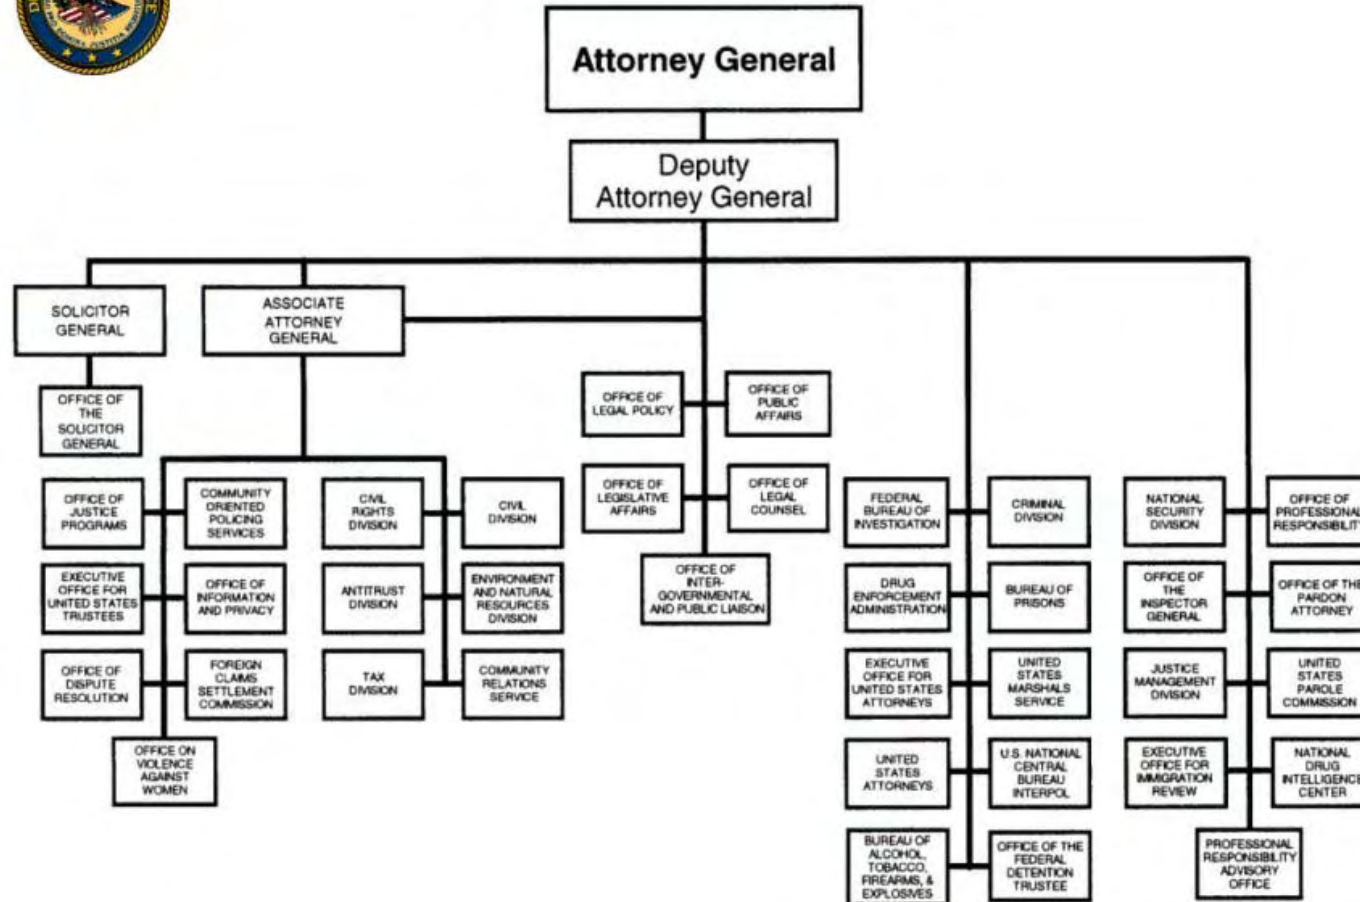 Attorney General
Deputy
Attorney General
SOLICITOR
GENERAL
ASSOCIATE
ATTORNEY
GENERAL
OFFICE OF
THE
SOLICITOR
GENERAL
OFFICE OF
LEGAL POLICY
OFFICE OF
PUBLIC
AFFAIRS
OFFICE OF
LEGISLATIVE
AFFAIRS
OFFICE OF
LEGAL
COUNSEL
OFFICE OF
INTER-
GOVERNMENTAL
AND PUBLIC LIAISON
OFFICE OF
JUSTICE
PROGRAMS
COMMUNITY
ORIENTED
POLICING
SERVICES
EXECUTIVE
OFFICE FOR
UNITED STATES
TRUSTEES
OFFICE OF
INFORMATION
AND PRIVACY
OFFICE OF
DISPUTE
RESOLUTION
FOREIGN
CLAIMS
SETTLEMENT
COMMISSION
OFFICE ON
VIOLENCE
AGAINST
WOMEN
CIVIL
RIGHTS
DIVISION
CIVIL
DIVISION
ANTITRUST
DIVISION
ENVIRONMENT
AND NATURAL
RESOURCES
DIVISION
TAX
DIVISION
COMMUNITY
RELATIONS
SERVICE
FEDERAL
BUREAU OF
INVESTIGATION
CRIMINAL
DIVISION
DRUG
ENFORCEMENT
ADMINISTRATION
BUREAU OF
PRISONS
EXECUTIVE
OFFICE FOR
UNITED STATES
ATTORNEYS
UNITED
STATES
MARSHALS
SERVICE
UNITED
STATES
ATTORNEYS
U.S. NATIONAL
CENTRAL
BUREAU
INTERPOL
BUREAU OF
ALCOHOL,
TOBACCO,
FIREARMS, &
EXPLOSIVES
OFFICE OF THE
FEDERAL
DETENTION
TRUSTEE
NATIONAL
SECURITY
DIVISION
OFFICE OF
PROFESSIONAL
RESPONSIBILITY
OFFICE OF
THE
INSPECTOR
GENERAL
OFFICE OF THE
PARDON
ATTORNEY
JUSTICE
MANAGEMENT
DIVISION
UNITED
STATES
PAROLE
COMMISSION
EXECUTIVE
OFFICE FOR
IMMIGRATION
REVIEW
NATIONAL
DRUG
INTELLIGENCE
CENTER
PROFESSIONAL
RESPONSIBILITY
ADVISORY
OFFICE